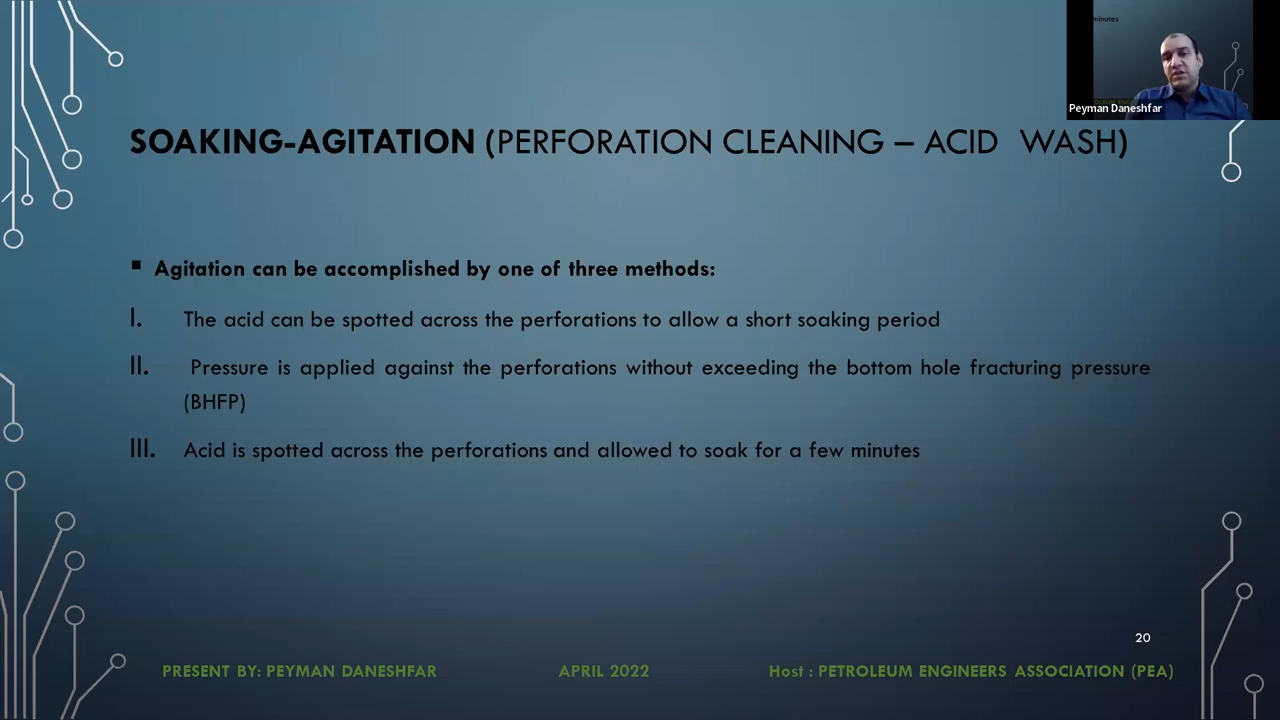 minutes
Peyman Daneshfar
SOAKING-AGITATION (PERFORATION CLEANING – ACID WASH)
▪ Agitation can be accomplished by one of three methods:
I. The acid can be spotted across the perforations to allow a short soaking period
II. Pressure is applied against the perforations without exceeding the bottom hole fracturing pressure
(BHFP)
III. Acid is spotted across the perforations and allowed to soak for a few minutes
20
PRESENT BY: PEYMAN DANESHFAR APRIL 2022 Host : PETROLEUM ENGINEERS ASSOCIATION (PEA)